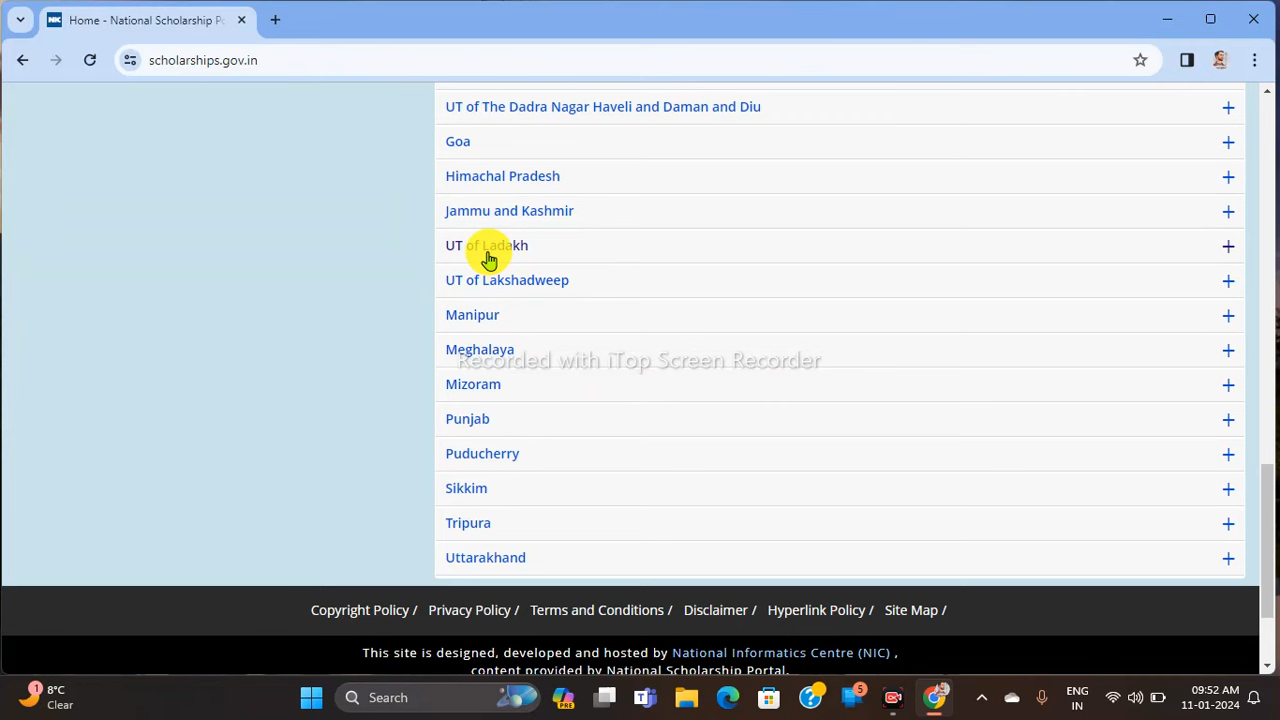 Home - National Scholarship Po
scholarships.gov.in
UT of The Dadra Nagar Haveli and Daman and Diu
Goa
Himachal Pradesh
Jammu and Kashmir
UT of Ladakh
UT of Lakshadweep
Manipur
Meghalaya
Recorded with iTop Screen Recorder
Mizoram
Punjab
Puducherry
Sikkim
Tripura
Uttarakhand
Copyright Policy / Privacy Policy / Terms and Conditions / Disclaimer / Hyperlink Policy / Site Map /
This site is designed, developed and hosted by National Informatics Centre (NIC) ,
content provided by National Scholarship Portal.
1
8°C
Clear
Search
PRE
5
ENG
IN
09:52 AM
11-01-2024